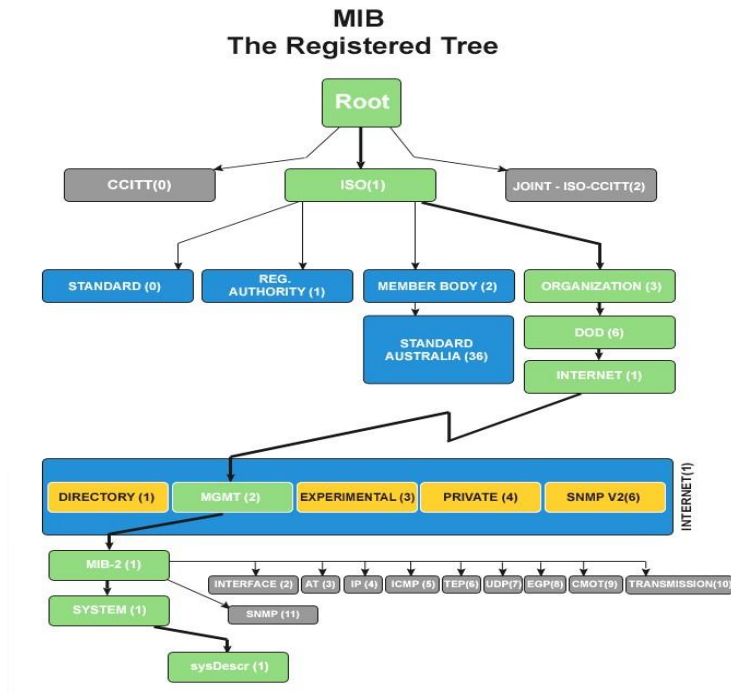 MIB
The Registered Tree
Root
CCITT(0)
ISO(1)
JOINT - ISO-CCITT(2)
STANDARD (0)
REG.
AUTHORITY (1)
MEMBER BODY (2)
ORGANIZATION (3)
STANDARD
AUSTRALIA (36)
DOD (6)
INTERNET (1)
DIRECTORY (1)
MGMT (2)
EXPERIMENTAL (3)
PRIVATE (4)
SNMP V2(6)
INTERNET(1)
MIB-2 (1)
INTERFACE (2)
AT (3)
IP (4)
ICMP (5)
TEP(6)
UDP(7)
EGP(8)
CMOT(9)
TRANSMISSION(10)
SYSTEM (1)
SNMP (11)
sysDescr (1)